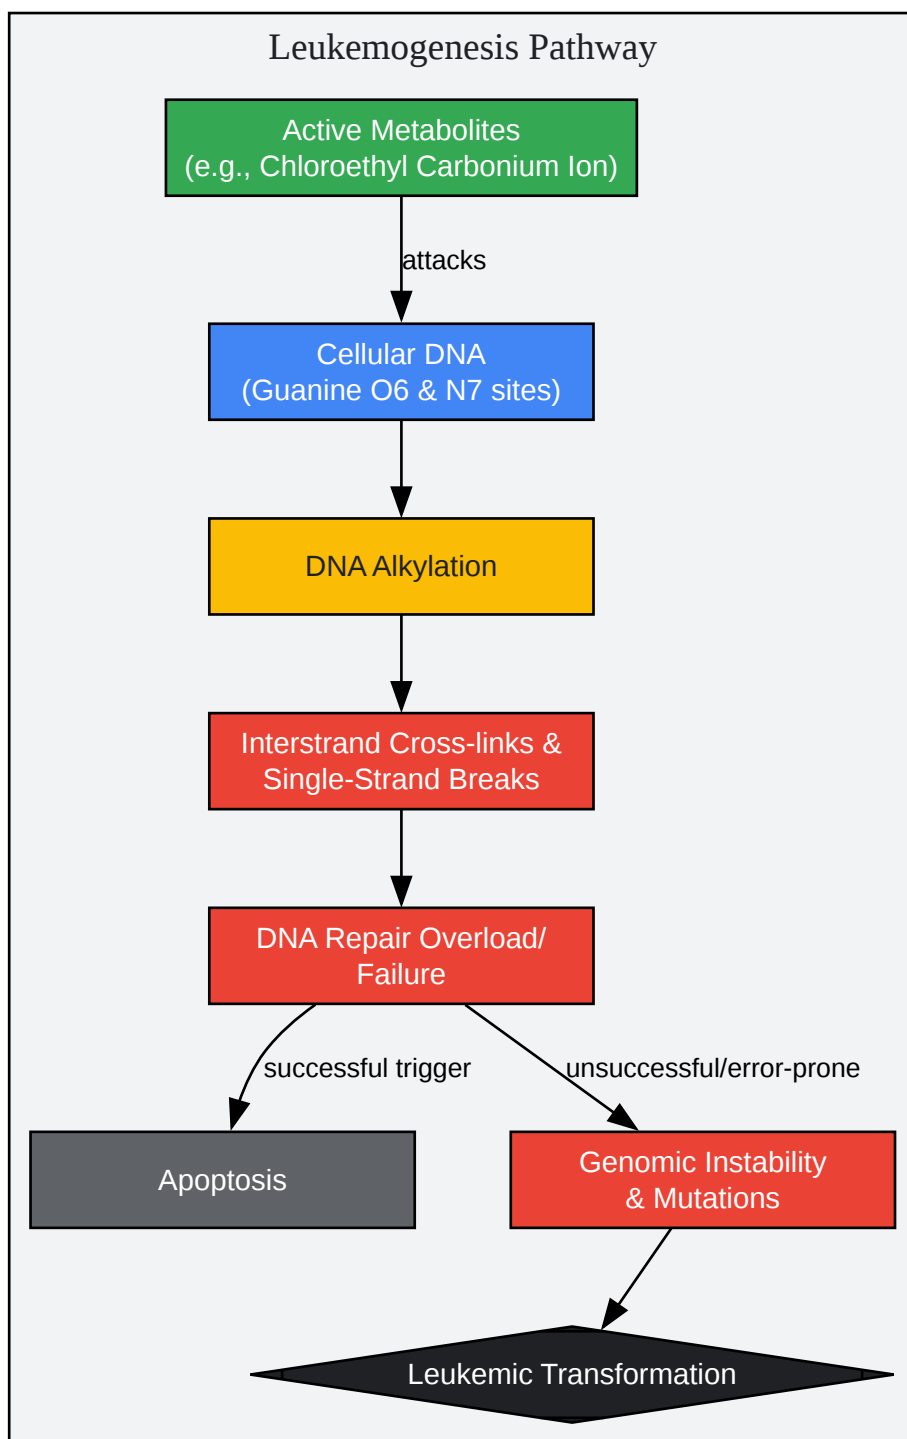 Leukemogenesis Pathway
Active Metabolites
(e.g., Chloroethyl Carbonium Ion)
attacks
Cellular DNA
(Guanine O6 & N7 sites)
DNA Alkylation
Interstrand Cross-links &
Single-Strand Breaks
DNA Repair Overload/
Failure
successful trigger
unsuccessful/error-prone
Apoptosis
Genomic Instability
& Mutations
Leukemic Transformation